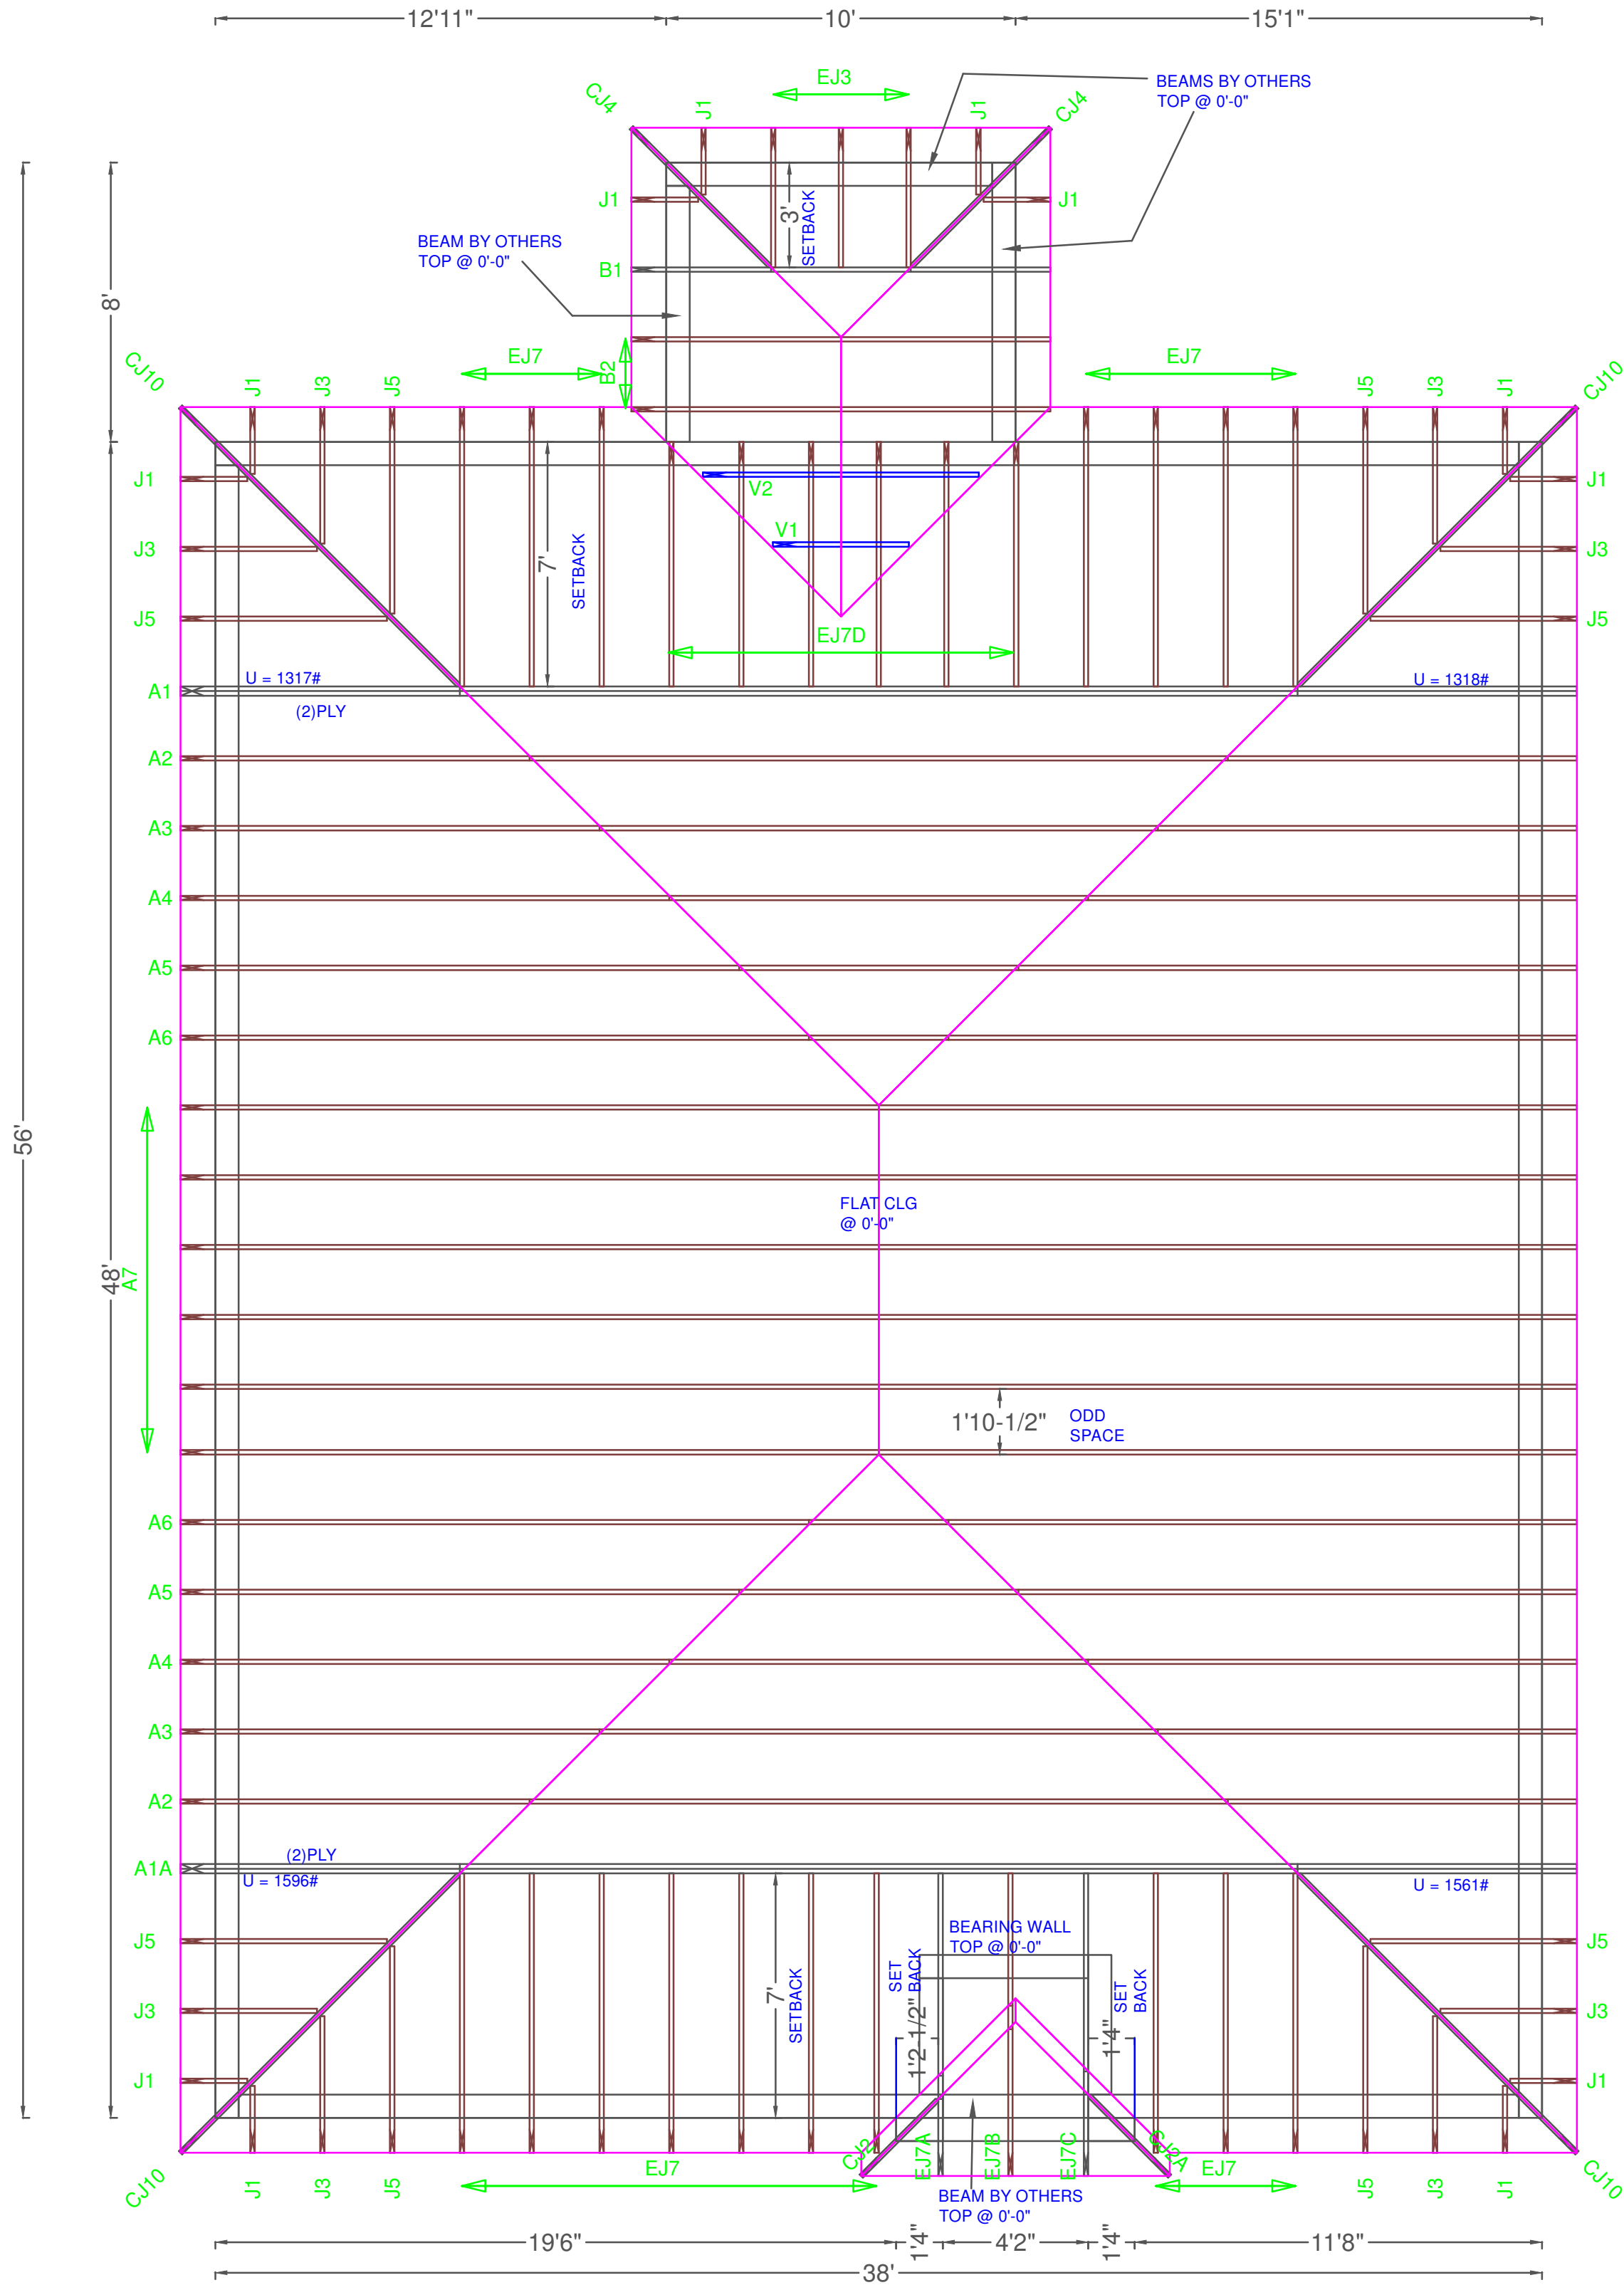 12'11"
10'
15'1"
EJ3
BEAMS BY OTHERS
TOP @ 0'-0"
CJ4
J1
J1
CJ4
J1
J1
3'
SETBACK
BEAM BY OTHERS
TOP @ 0'-0"
B1
8'
B2
CJ10
J1
J3
J5
EJ7
EJ7
J5
J3
J1
CJ10
J1
J1
V2
V1
J3
J3
7'
SETBACK
J5
J5
EJ7D
U = 1317#
U = 1318#
A1
(2)PLY
A2
A3
A4
A5
A6
56'
FLAT CLG
@ 0'-0"
48'
A7
1'10-1/2"
ODD
SPACE
A6
A5
A4
A3
A2
(2)PLY
A1A
U = 1596#
U = 1561#
BEARING WALL
TOP @ 0'-0"
J5
J5
SET
BACK
SET
BACK
7'
SETBACK
J3
J3
1'2-1/2"
1'4"
J1
J1
CJ2
EJ7A
EJ7B
EJ7C
CJ2A
CJ10
J1
J3
J5
EJ7
EJ7
J5
J3
J1
CJ10
BEAM BY OTHERS
TOP @ 0'-0"
19'6"
1'4"
4'2"
1'4"
11'8"
38'